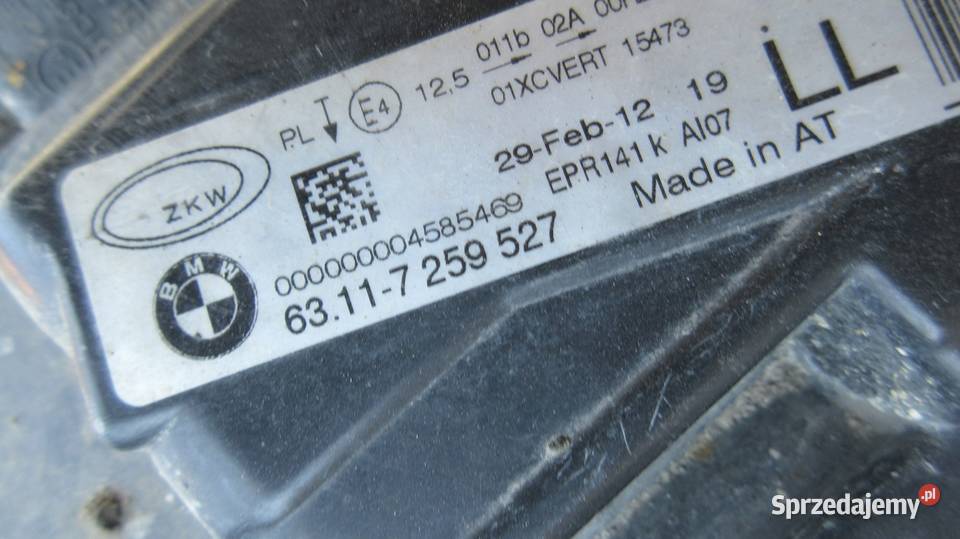 PL E4 12.5 011b 02A
01XCVERT 15473
LL
ZKW
29-Feb-12 19
EPR141 k AI07
Made in AT
000000004585469
63.11-7 259 527
BMW
Sprzedajemy.pl